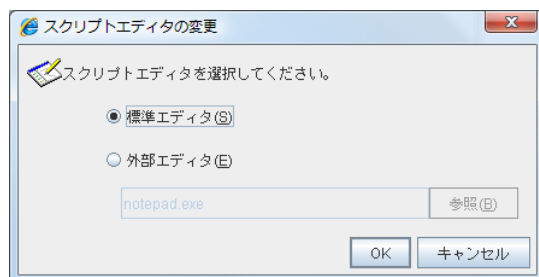 スクリプトエディタの変更
スクリプトエディタを選択してください。
標準エディタ(S)
外部エディタ(E)
notepad.exe 参照(B)
OK キャンセル